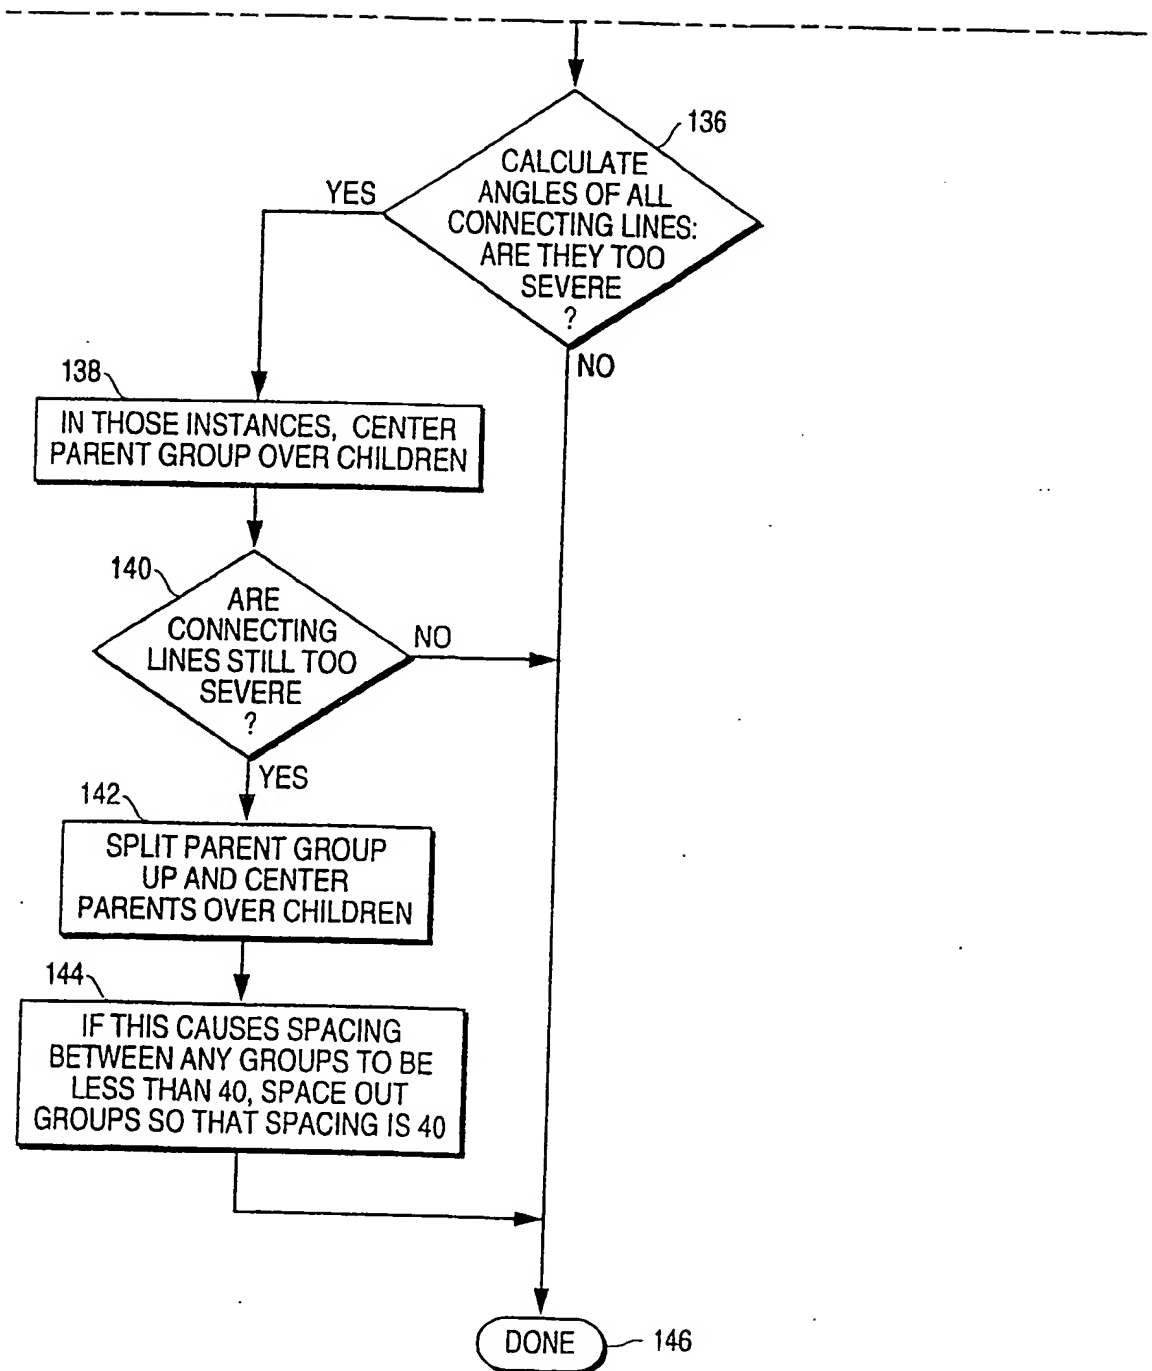 136
CALCULATE
ANGLES OF ALL
CONNECTING LINES:
ARE THEY TOO
SEVERE
?
YES
NO
138
IN THOSE INSTANCES, CENTER
PARENT GROUP OVER CHILDREN
140
ARE
CONNECTING
LINES STILL TOO
SEVERE
?
NO
YES
142
SPLIT PARENT GROUP
UP AND CENTER
PARENTS OVER CHILDREN
144
IF THIS CAUSES SPACING
BETWEEN ANY GROUPS TO BE
LESS THAN 40, SPACE OUT
GROUPS SO THAT SPACING IS 40
DONE
146